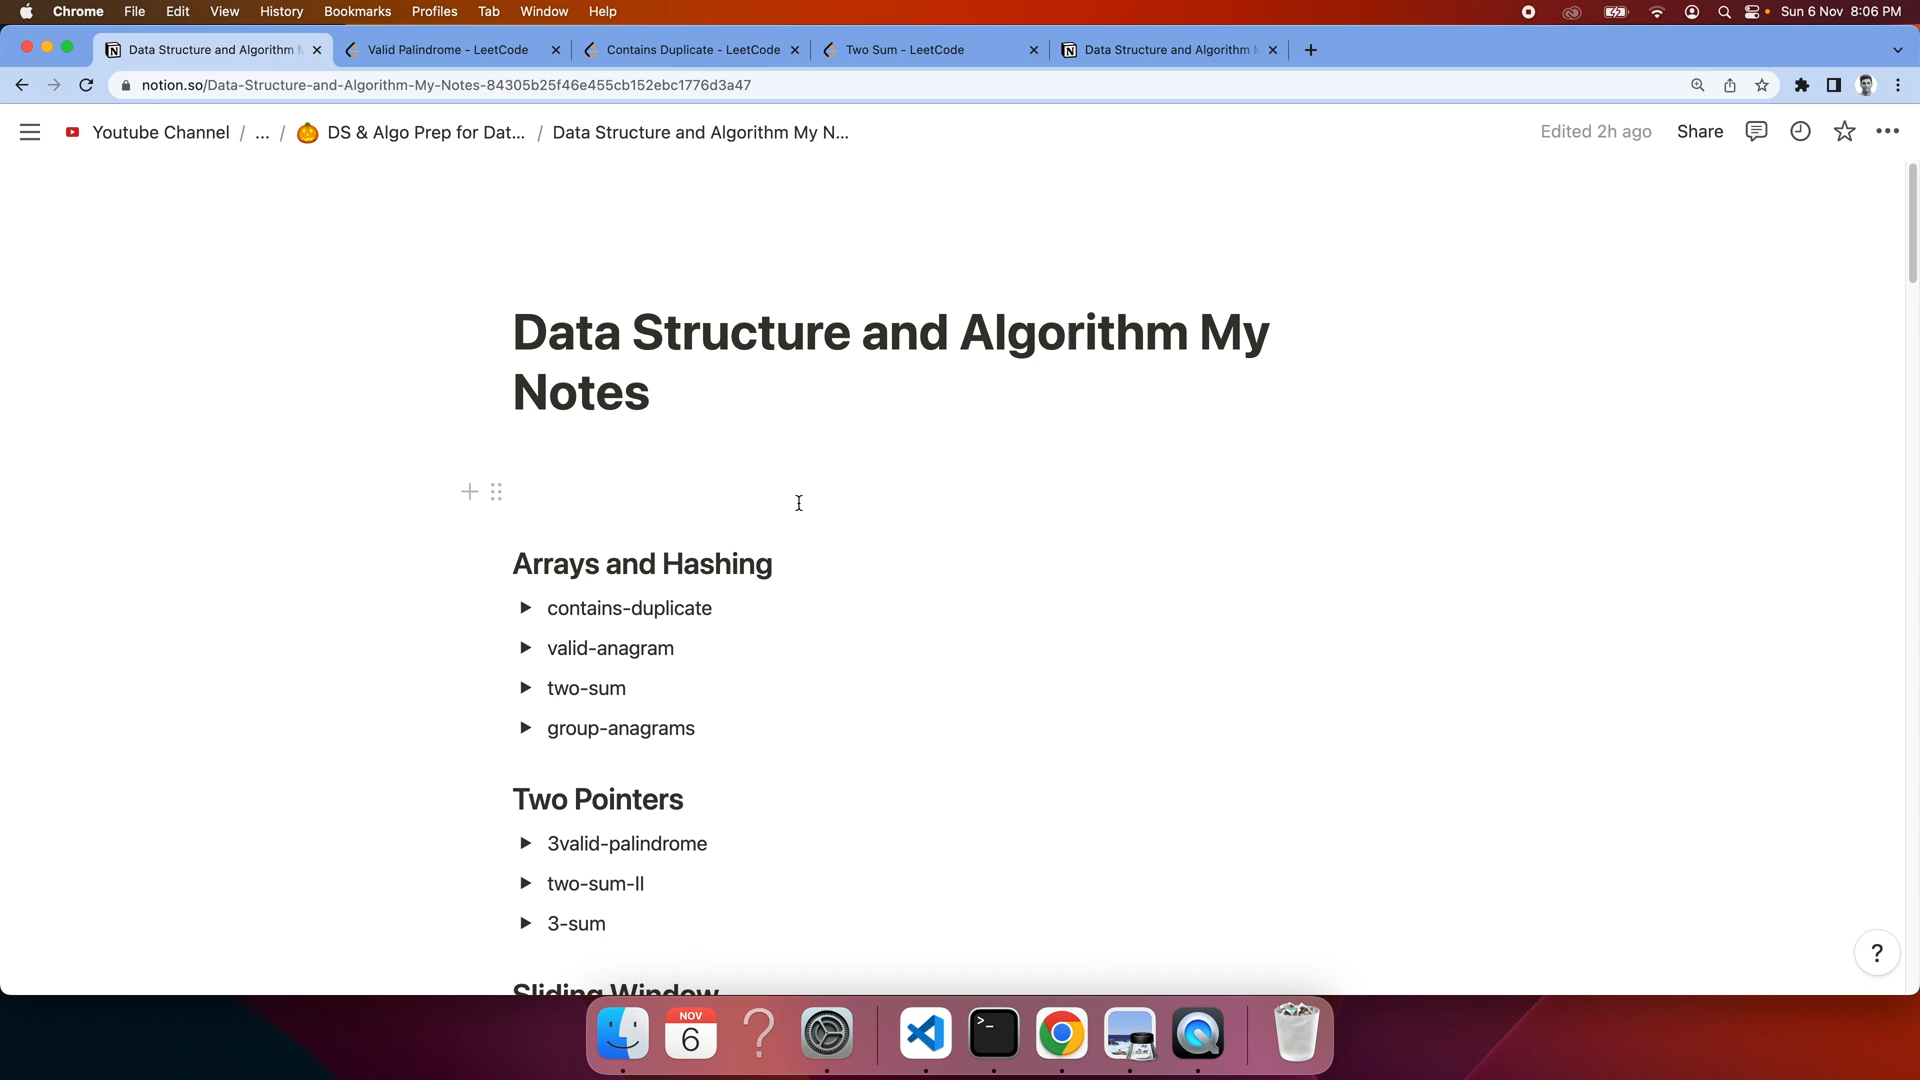 Chrome File Edit View History Bookmarks Profiles Tab Window Help Sun 6 Nov 8:06 PM
Data Structure and Algorithm Valid Palindrome - LeetCode Contains Duplicate - LeetCode Two Sum - LeetCode Data Structure and Algorithm
notion.so/Data-Structure-and-Algorithm-My-Notes-84305b25f46e455cb152ebc1776d3a47
Youtube Channel / ... / DS & Algo Prep for Dat... / Data Structure and Algorithm My N... Edited 2h ago Share
Data Structure and Algorithm My
Notes
Arrays and Hashing
contains-duplicate
valid-anagram
two-sum
group-anagrams
Two Pointers
3valid-palindrome
two-sum-II
3-sum
Sliding Window
?
NOV
6